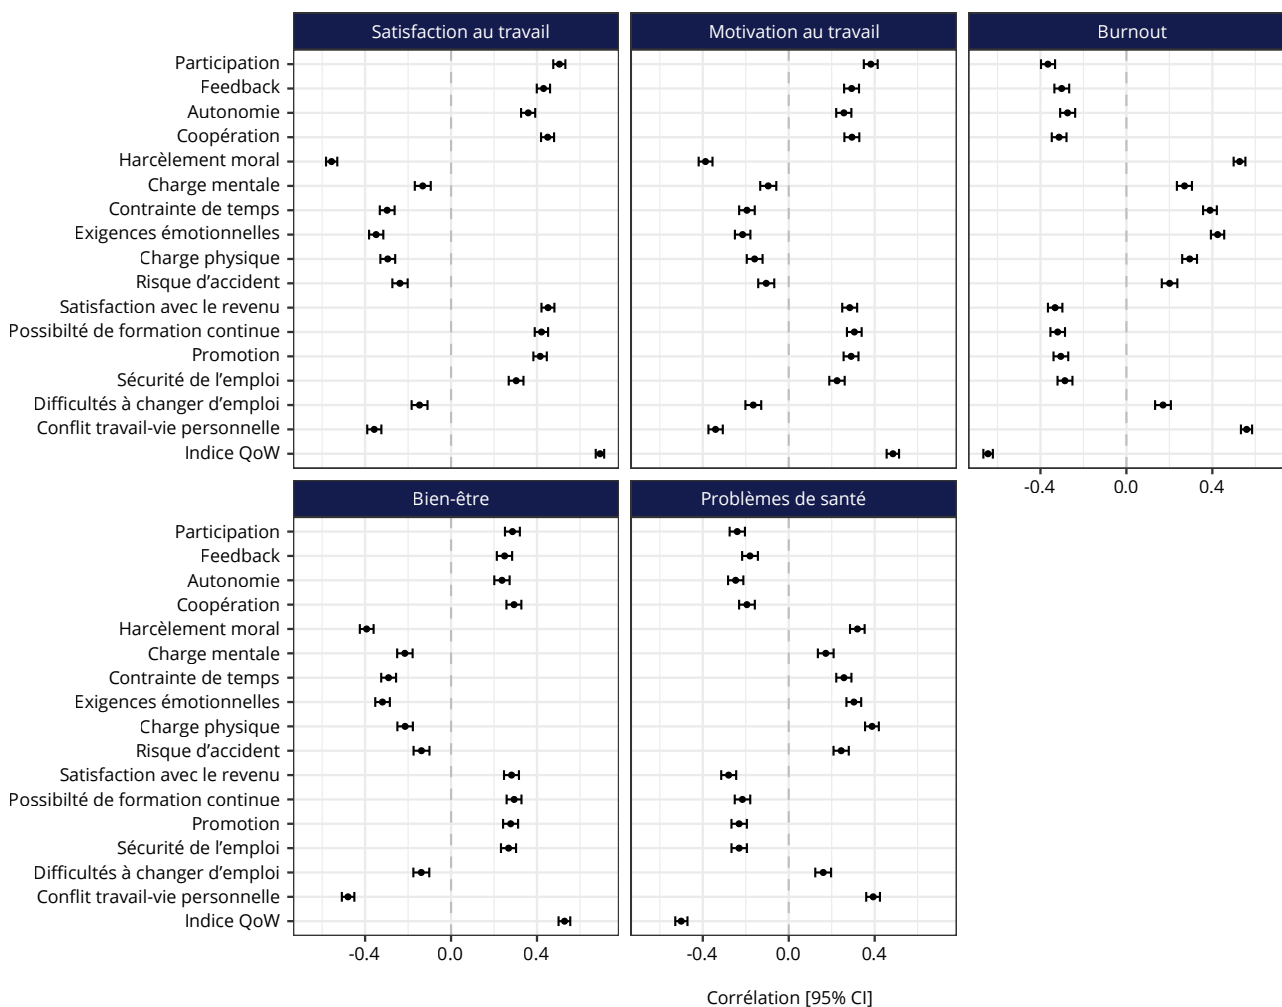 Satisfaction au travail
Motivation au travail
Burnout
Participation
Feedback
Autonomie
Coopération
Harcèlement moral
Charge mentale
Contrainte de temps
Exigences émotionnelles
Charge physique
Risque d'accident
Satisfaction avec le revenu
Possibilté de formation continue
Promotion
Sécurité de l'emploi
Difficultés à changer d'emploi
Conflit travail-vie personnelle
Indice QoW
-0.4 0.0 0.4
Bien-être
Problèmes de santé
Participation
Feedback
Autonomie
Coopération
Harcèlement moral
Charge mentale
Contrainte de temps
Exigences émotionnelles
Charge physique
Risque d'accident
Satisfaction avec le revenu
Possibilté de formation continue
Promotion
Sécurité de l'emploi
Difficultés à changer d'emploi
Conflit travail-vie personnelle
Indice QoW
-0.4 0.0 0.4
-0.4 0.0 0.4
Corrélation [95% CI]